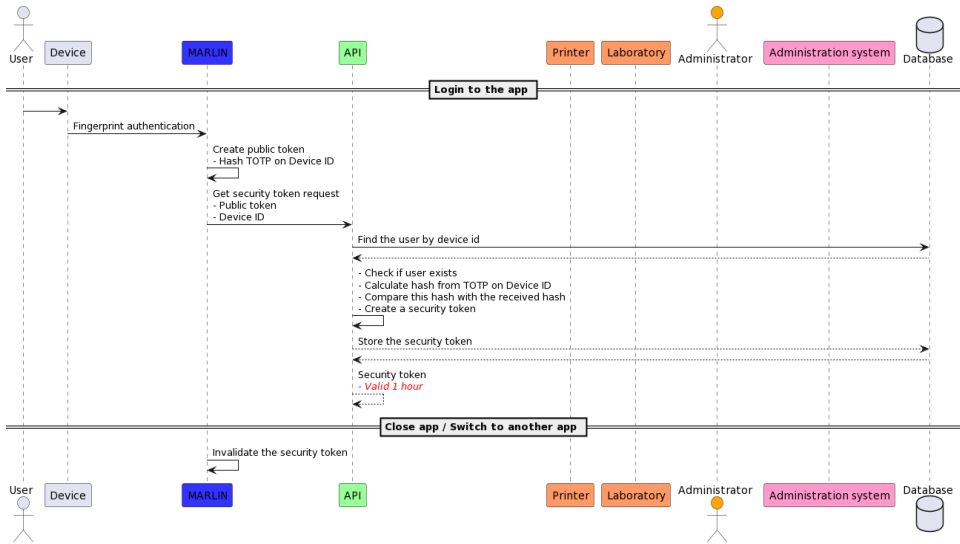 User
Device
MARLIN
API
Printer
Laboratory
Administrator
Administration system
Database
Login to the app
Fingerprint authentication
Create public token
- Hash TOTP on Device ID
Get security token request
- Public token
- Device ID
Find the user by device id
- Check if user exists
- Calculate hash from TOTP on Device ID
- Compare this hash with the received hash
- Create a security token
Store the security token
Security token
- Valid 1 hour
Close app / Switch to another app
Invalidate the security token
User
Device
MARLIN
API
Printer
Laboratory
Administrator
Administration system
Database